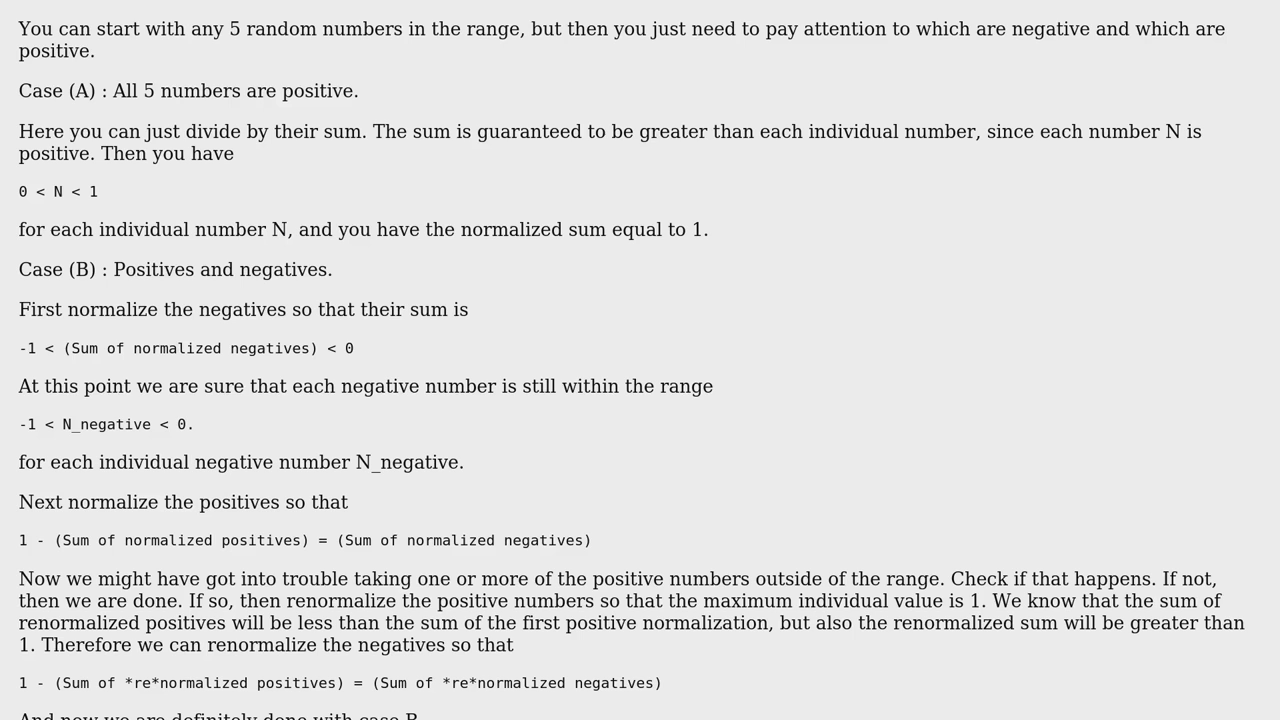 You can start with any 5 random numbers in the range, but then you just need to pay attention to which are negative and which are
positive.
Case (A) : All 5 numbers are positive.
Here you can just divide by their sum. The sum is guaranteed to be greater than each individual number, since each number N is
positive. Then you have
0 < N < 1
for each individual number N, and you have the normalized sum equal to 1.
Case (B) : Positives and negatives.
First normalize the negatives so that their sum is
-1 < (Sum of normalized negatives) < 0
At this point we are sure that each negative number is still within the range
-1 < N_negative < 0.
for each individual negative number N_negative.
Next normalize the positives so that
1 - (Sum of normalized positives) = (Sum of normalized negatives)
Now we might have got into trouble taking one or more of the positive numbers outside of the range. Check if that happens. If not,
then we are done. If so, then renormalize the positive numbers so that the maximum individual value is 1. We know that the sum of
renormalized positives will be less than the sum of the first positive normalization, but also the renormalized sum will be greater than
1. Therefore we can renormalize the negatives so that
1 - (Sum of *re*normalized positives) = (Sum of *re*normalized negatives)
And now we are definitely done with case B.